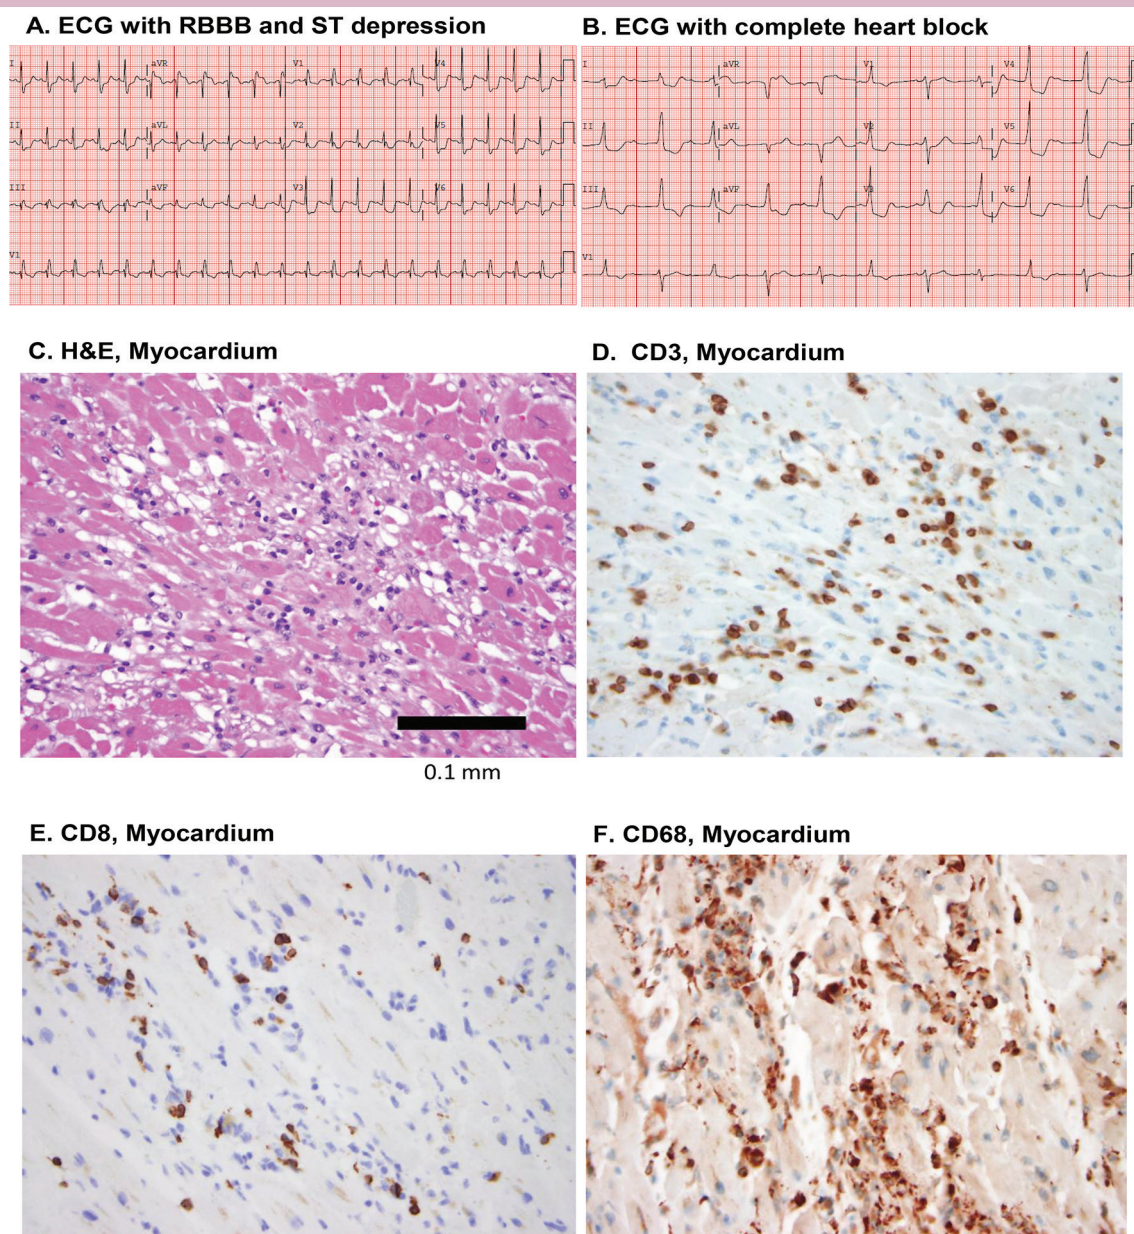 A. ECG with RBBB and ST depression
B. ECG with complete heart block
I aVR V1 V4
II aVL V2 V5
III aVF V3 V6
V1
I aVR V1 V4
II aVL V2 V5
III aVF V3 V6
V1
C. H&E, Myocardium
D. CD3, Myocardium
0.1 mm
E. CD8, Myocardium
F. CD68, Myocardium